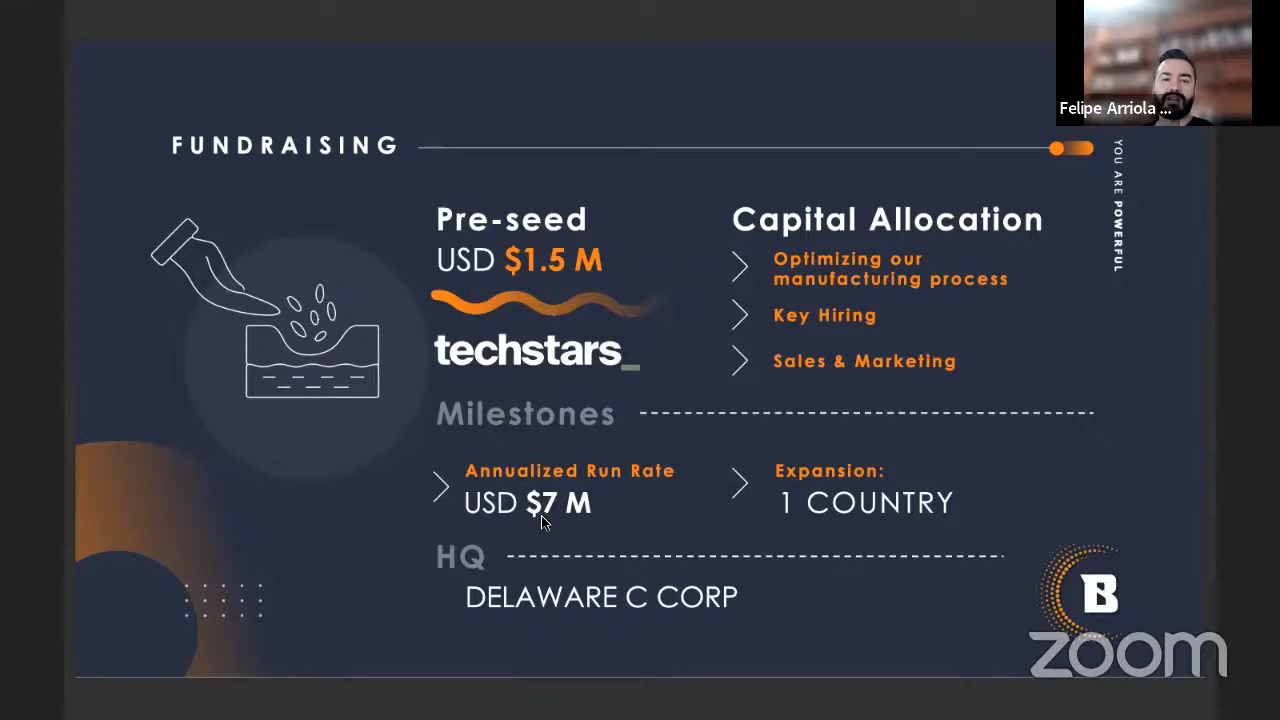 Felipe Arriola ...
FUNDRAISING
YOU ARE POWERFUL
Pre-seed
USD $1.5 M
techstars_
Capital Allocation
Optimizing our
manufacturing process
Key Hiring
Sales & Marketing
Milestones
Annualized Run Rate
USD $7 M
Expansion:
1 COUNTRY
HQ
DELAWARE C CORP
B
zoom